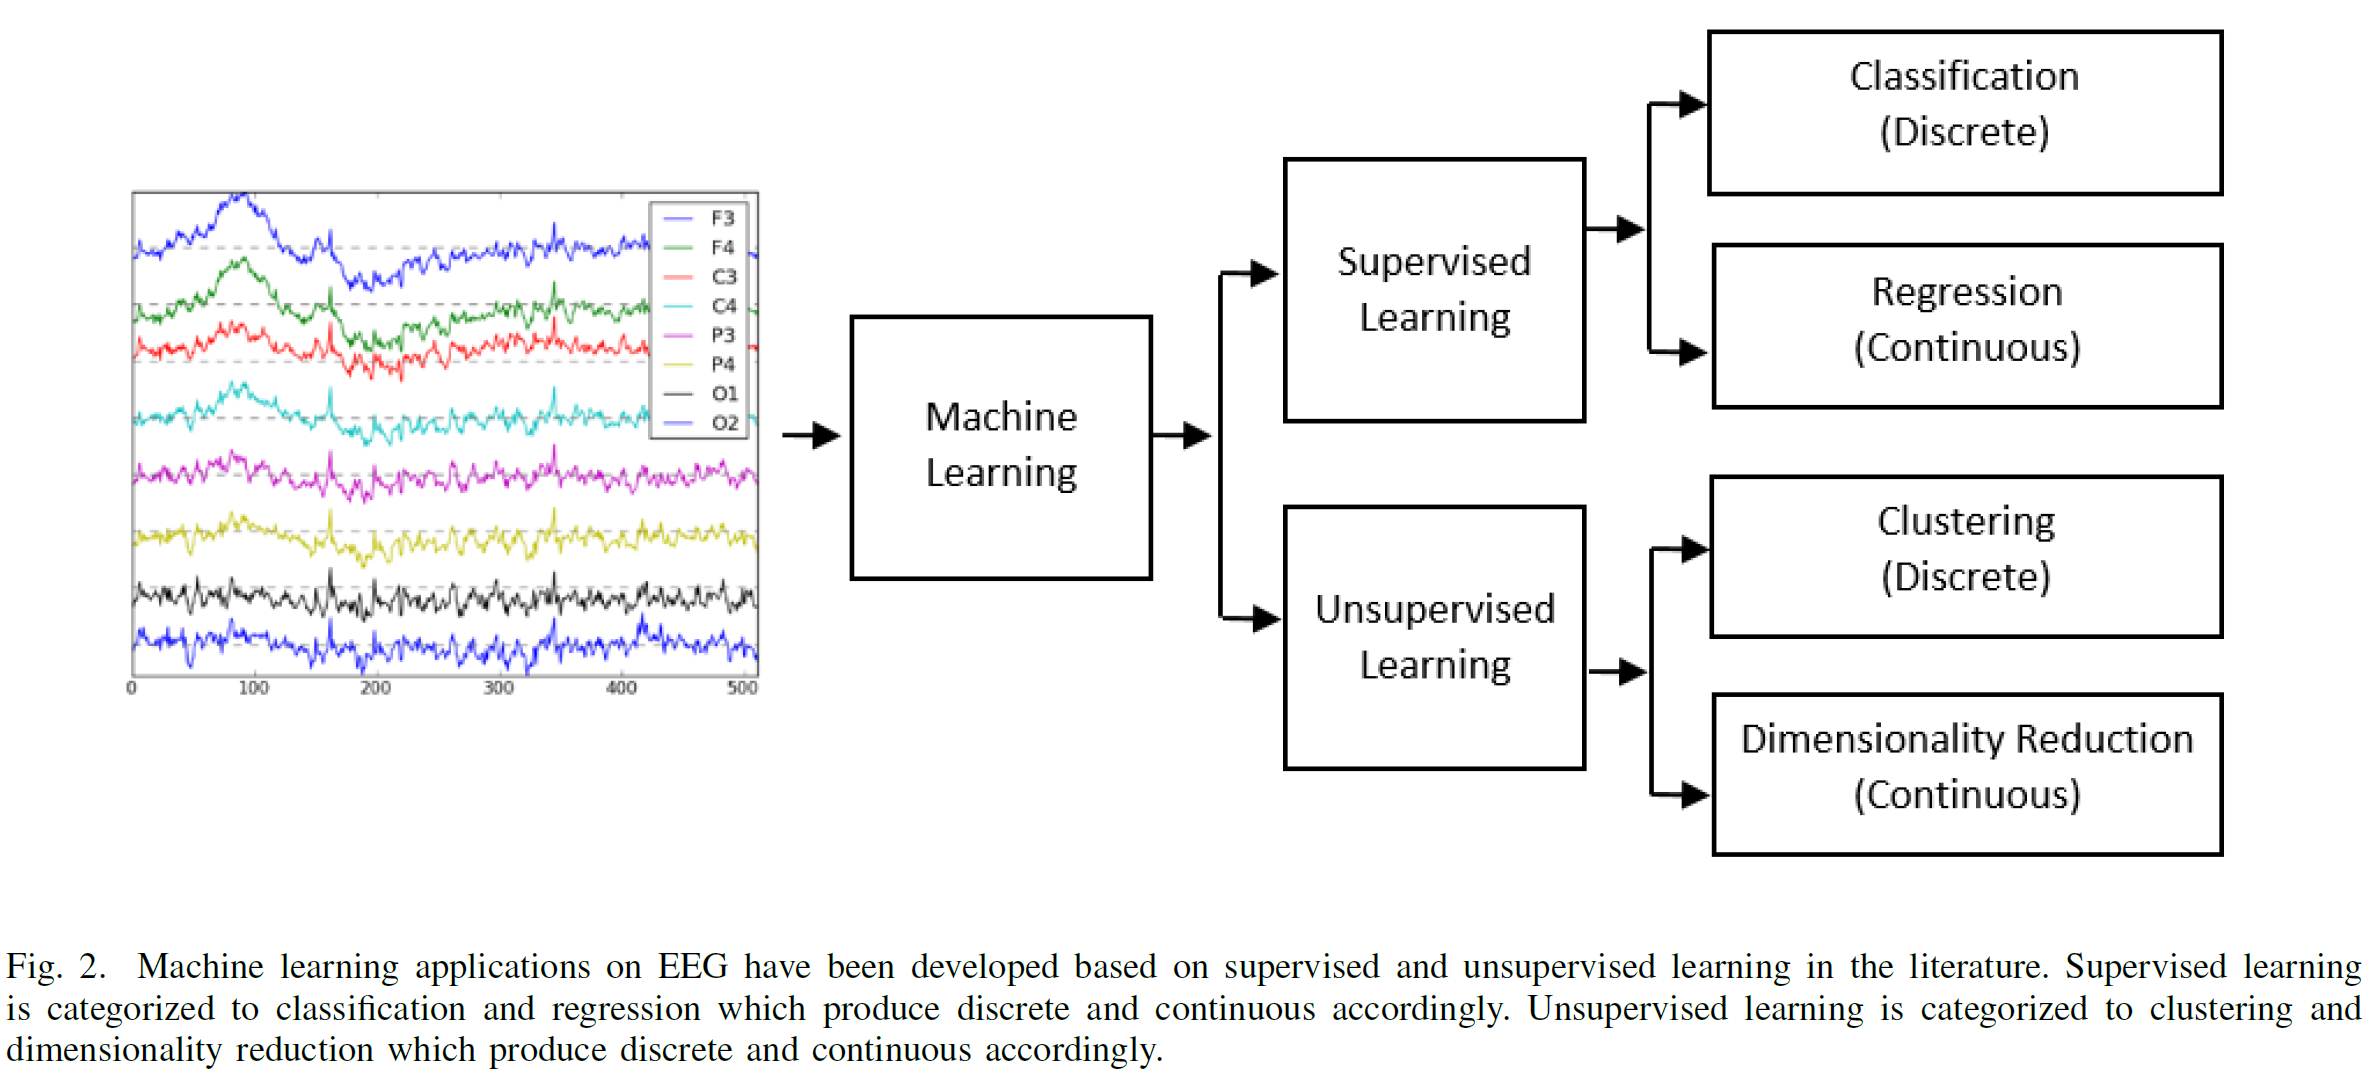 F3
F4
C3
C4
P3
P4
O1
O2
0 100 200 300 400 500
Machine
Learning
Supervised
Learning
Unsupervised
Learning
Classification
(Discrete)
Regression
(Continuous)
Clustering
(Discrete)
Dimensionality Reduction
(Continuous)
Fig. 2. Machine learning applications on EEG have been developed based on supervised and unsupervised learning in the literature. Supervised learning
is categorized to classification and regression which produce discrete and continuous accordingly. Unsupervised learning is categorized to clustering and
dimensionality reduction which produce discrete and continuous accordingly.